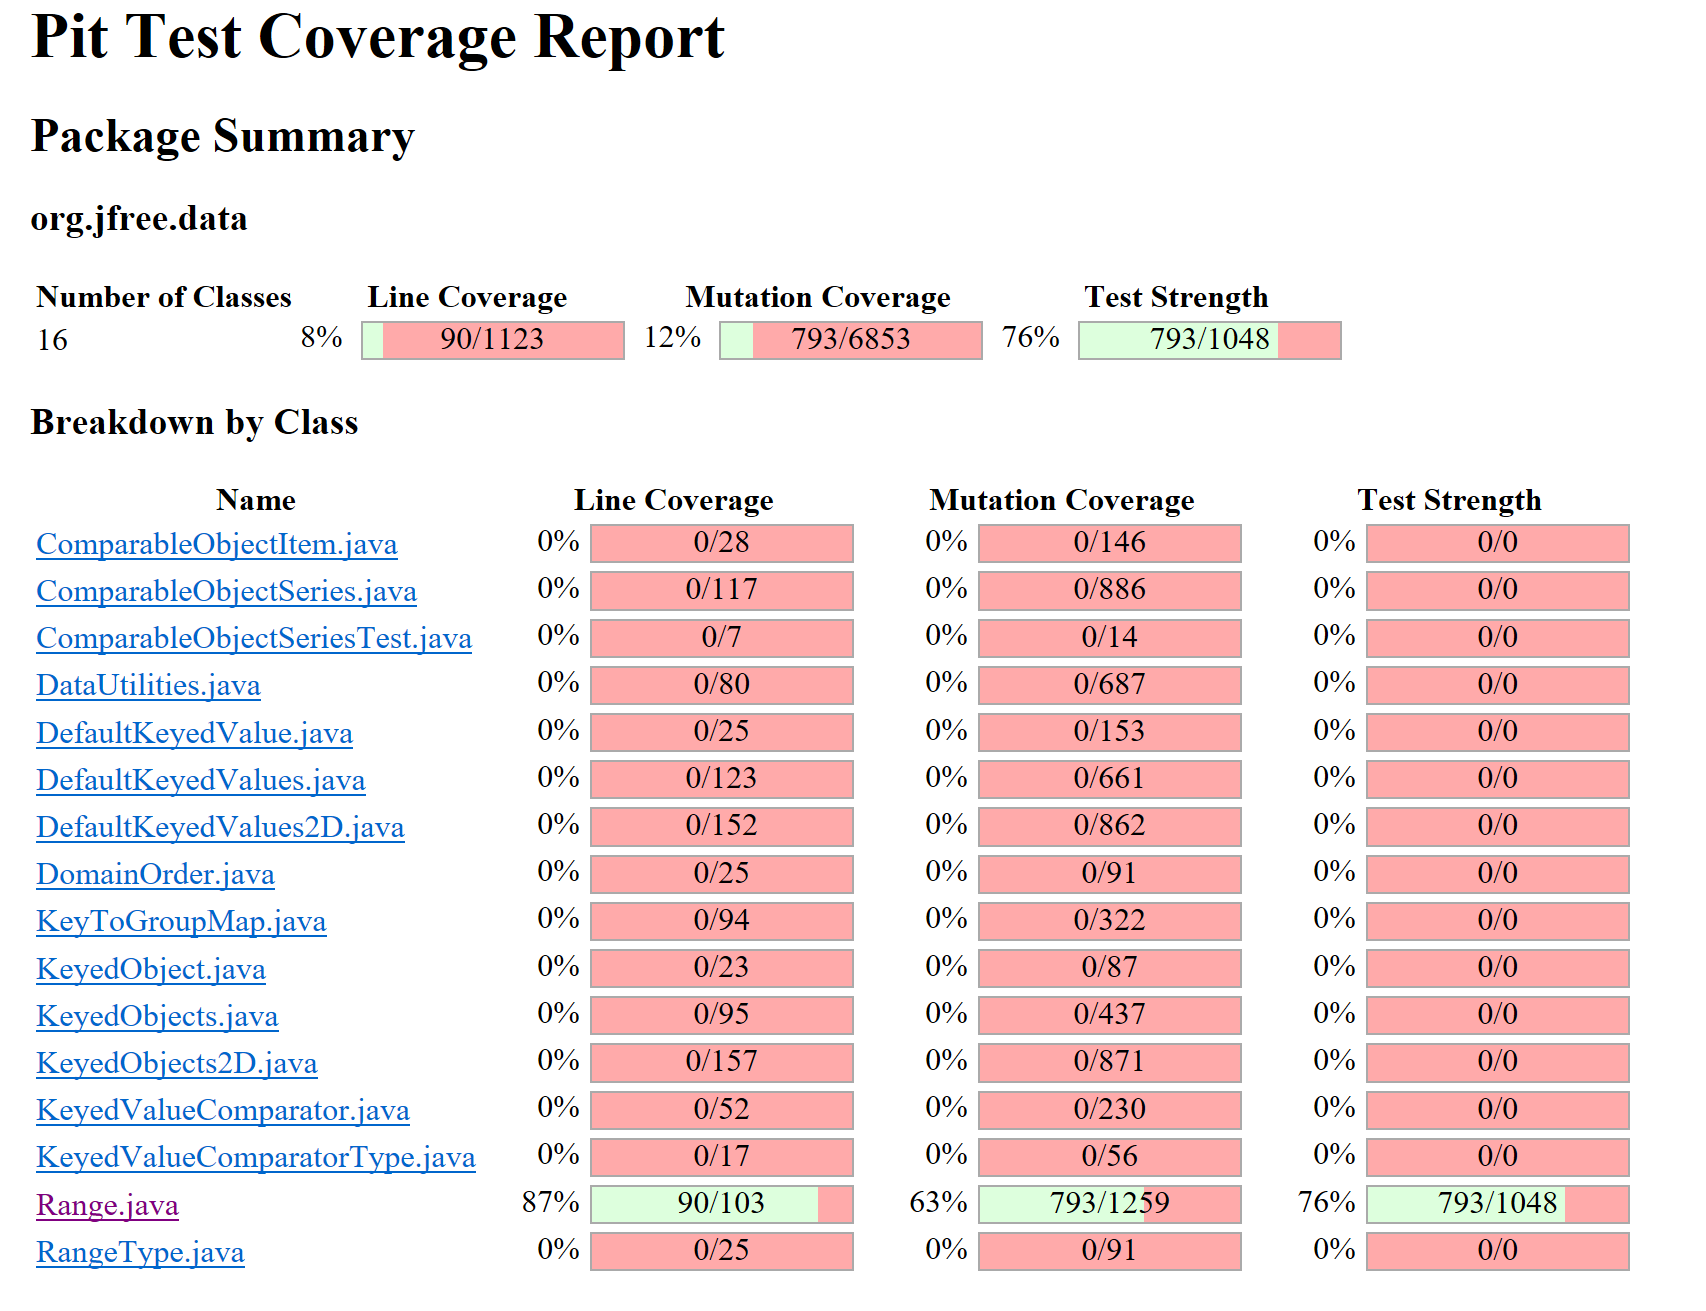 Pit Test Coverage Report
Package Summary
org.jfree.data
Number of Classes Line Coverage Mutation Coverage Test Strength
16 8% 90/1123 12% 793/6853 76% 793/1048
Breakdown by Class
Name Line Coverage Mutation Coverage Test Strength
ComparableObjectItem.java 0% 0/28 0% 0/146 0% 0/0
ComparableObjectSeries.java 0% 0/117 0% 0/886 0% 0/0
ComparableObjectSeriesTest.java 0% 0/7 0% 0/14 0% 0/0
DataUtilities.java 0% 0/80 0% 0/687 0% 0/0
DefaultKeyedValue.java 0% 0/25 0% 0/153 0% 0/0
DefaultKeyedValues.java 0% 0/123 0% 0/661 0% 0/0
DefaultKeyedValues2D.java 0% 0/152 0% 0/862 0% 0/0
DomainOrder.java 0% 0/25 0% 0/91 0% 0/0
KeyToGroupMap.java 0% 0/94 0% 0/322 0% 0/0
KeyedObject.java 0% 0/23 0% 0/87 0% 0/0
KeyedObjects.java 0% 0/95 0% 0/437 0% 0/0
KeyedObjects2D.java 0% 0/157 0% 0/871 0% 0/0
KeyedValueComparator.java 0% 0/52 0% 0/230 0% 0/0
KeyedValueComparatorType.java 0% 0/17 0% 0/56 0% 0/0
Range.java 87% 90/103 63% 793/1259 76% 793/1048
RangeType.java 0% 0/25 0% 0/91 0% 0/0